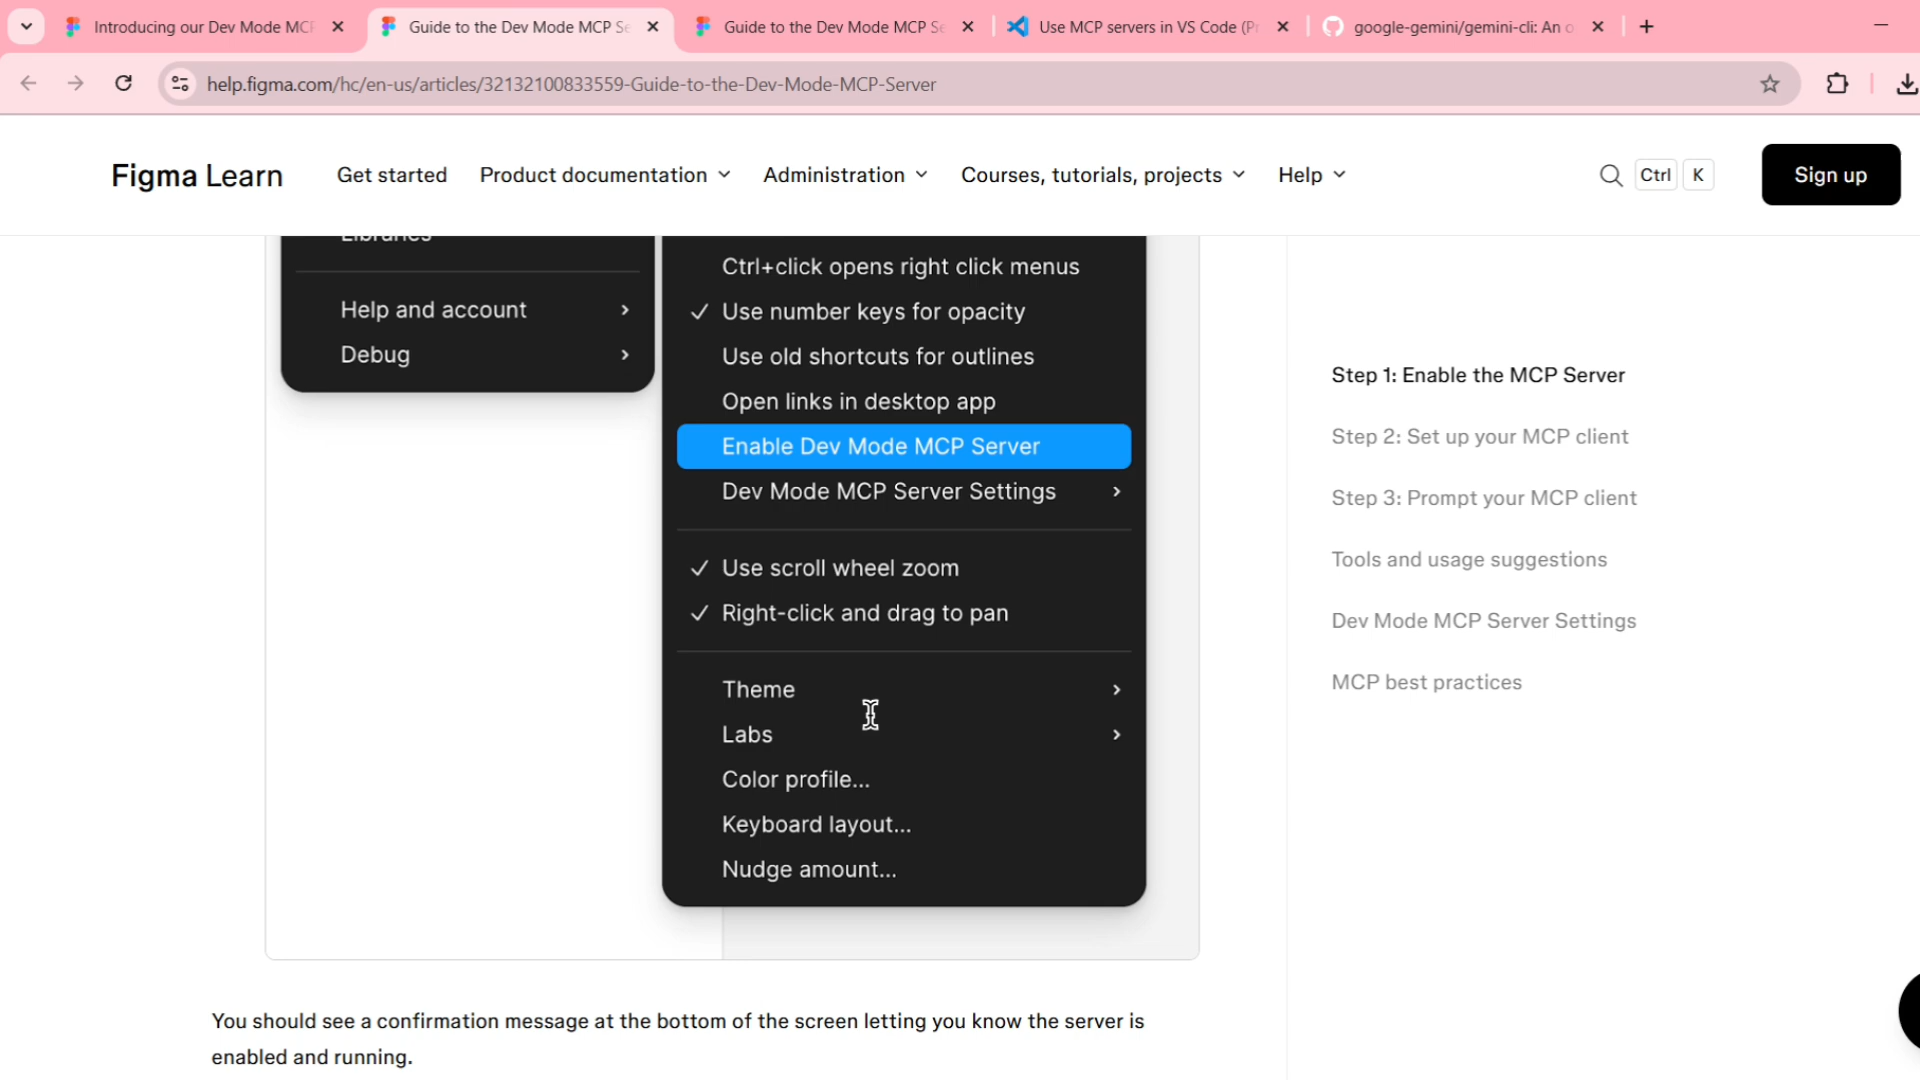 Introducing our Dev Mode MCP
Guide to the Dev Mode MCP Se
Guide to the Dev Mode MCP Se
Use MCP servers in VS Code (Pr
google-gemini/gemini-cli: An o
help.figma.com/hc/en-us/articles/32132100833559-Guide-to-the-Dev-Mode-MCP-Server
Figma Learn
Get started
Product documentation
Administration
Courses, tutorials, projects
Help
Ctrl
K
Sign up
Libraries
Help and account
Debug
Ctrl+click opens right click menus
Use number keys for opacity
Use old shortcuts for outlines
Open links in desktop app
Enable Dev Mode MCP Server
Dev Mode MCP Server Settings
Use scroll wheel zoom
Right-click and drag to pan
Theme
Labs
Color profile...
Keyboard layout...
Nudge amount...
Step 1: Enable the MCP Server
Step 2: Set up your MCP client
Step 3: Prompt your MCP client
Tools and usage suggestions
Dev Mode MCP Server Settings
MCP best practices
You should see a confirmation message at the bottom of the screen letting you know the server is
enabled and running.